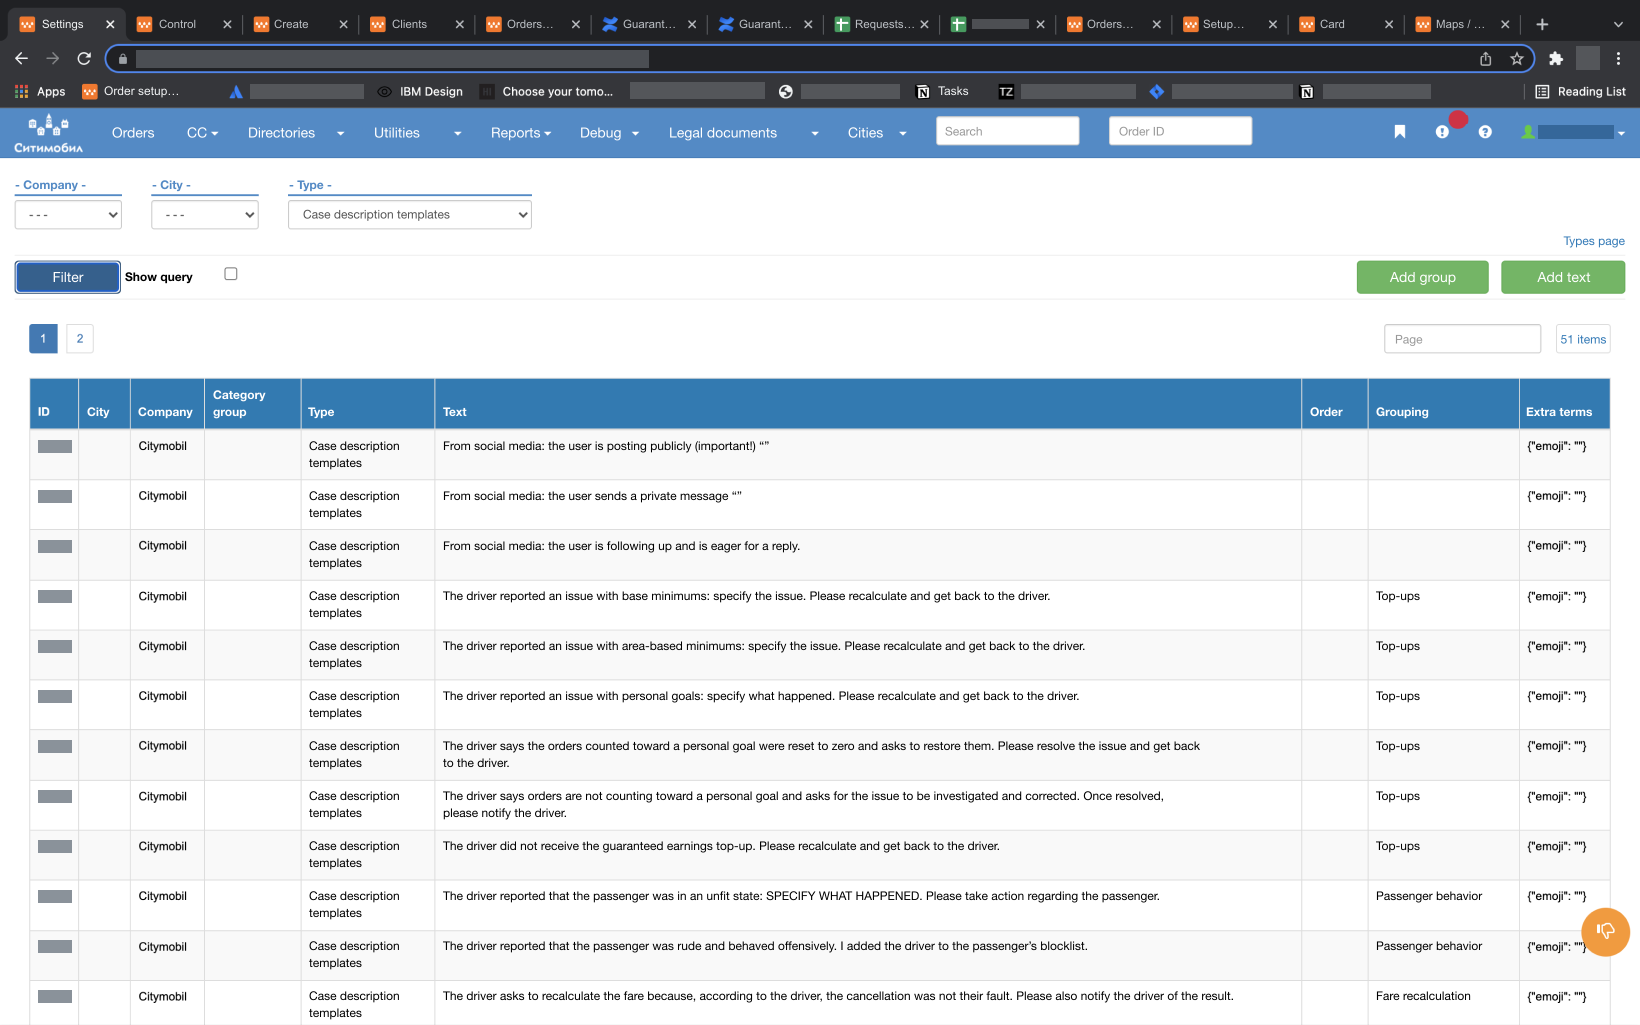 Settings
Control
Create
Clients
Orders...
Guarant...
Guarant...
Requests...
Orders...
Setup...
Card
Maps / ...
Apps
Order setup...
IBM Design
Choose your tomo...
Tasks
TZ
Reading List
Ситимобил
Orders
CC
Directories
Utilities
Reports
Debug
Legal documents
Cities
Search
Order ID
- Company -
- City -
- Type -
- - -
- - -
Case description templates
Types page
Filter
Show query
Add group
Add text
1
2
Page
51 items
ID
City
Company
Category group
Type
Text
Order
Grouping
Extra terms
Citymobil
Case description templates
From social media: the user is posting publicly (important!) “”
{"emoji": ""}
Citymobil
Case description templates
From social media: the user sends a private message “”
{"emoji": ""}
Citymobil
Case description templates
From social media: the user is following up and is eager for a reply.
{"emoji": ""}
Citymobil
Case description templates
The driver reported an issue with base minimums: specify the issue. Please recalculate and get back to the driver.
Top-ups
{"emoji": ""}
Citymobil
Case description templates
The driver reported an issue with area-based minimums: specify the issue. Please recalculate and get back to the driver.
Top-ups
{"emoji": ""}
Citymobil
Case description templates
The driver reported an issue with personal goals: specify what happened. Please recalculate and get back to the driver.
Top-ups
{"emoji": ""}
Citymobil
Case description templates
The driver says the orders counted toward a personal goal were reset to zero and asks to restore them. Please resolve the issue and get back
to the driver.
Top-ups
{"emoji": ""}
Citymobil
Case description templates
The driver says orders are not counting toward a personal goal and asks for the issue to be investigated and corrected. Once resolved,
please notify the driver.
Top-ups
{"emoji": ""}
Citymobil
Case description templates
The driver did not receive the guaranteed earnings top-up. Please recalculate and get back to the driver.
Top-ups
{"emoji": ""}
Citymobil
Case description templates
The driver reported that the passenger was in an unfit state: SPECIFY WHAT HAPPENED. Please take action regarding the passenger.
Passenger behavior
{"emoji": ""}
Citymobil
Case description templates
The driver reported that the passenger was rude and behaved offensively. I added the driver to the passenger’s blocklist.
Passenger behavior
{"emoji": ""}
Citymobil
Case description templates
The driver asks to recalculate the fare because, according to the driver, the cancellation was not their fault. Please also notify the driver of the result.
Fare recalculation
{"emoji": ""}